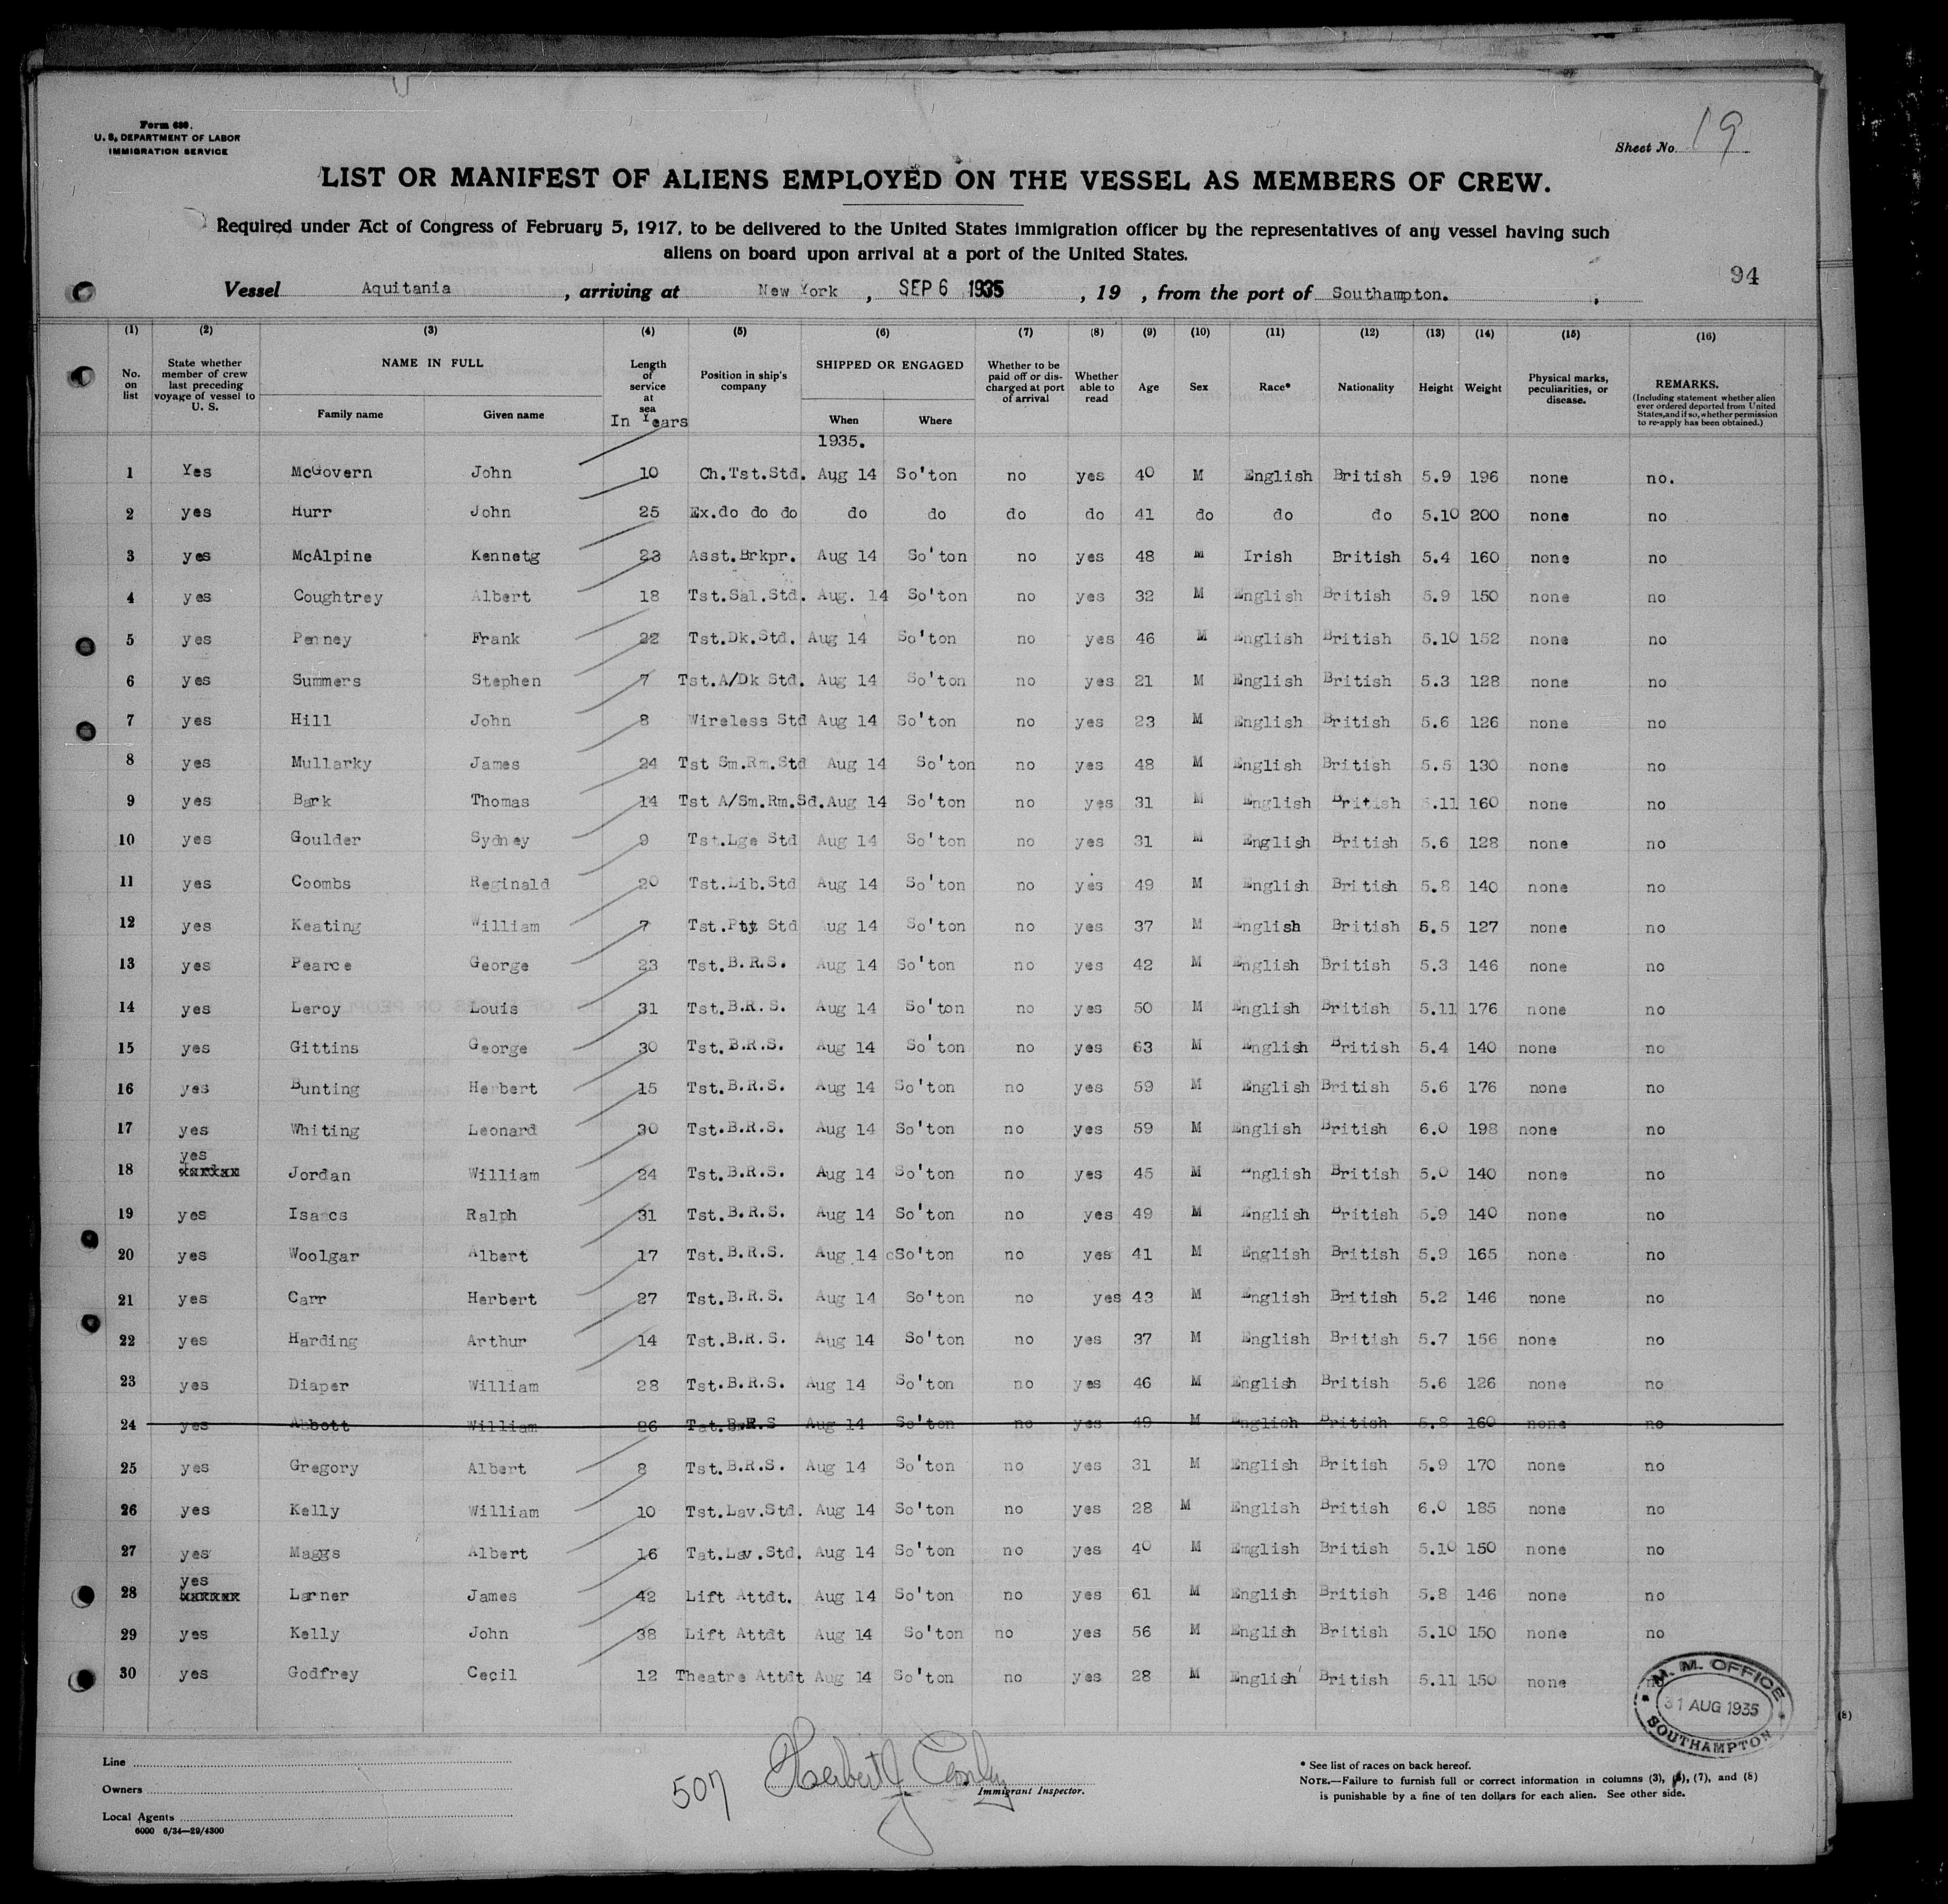 Form 680.
U. S. DEPARTMENT OF LABOR
IMMIGRATION SERVICE
Sheet No. 19
LIST OR MANIFEST OF ALIENS EMPLOYED ON THE VESSEL AS MEMBERS OF CREW.
Required under Act of Congress of February 5, 1917, to be delivered to the United States immigration officer by the representatives of any vessel having such
aliens on board upon arrival at a port of the United States.
94
Vessel Aquitania, arriving at New York, SEP 6 1935, 19 , from the port of Southampton.
(1) (2) (3) (4) (5) (6) (7) (8) (9) (10) (11) (12) (13) (14) (15) (16)
No. on list
State whether member of crew last preceding voyage of vessel to U. S.
NAME IN FULL
Family name
Given name
Length of service at sea
In Years
Position in ship's company
SHIPPED OR ENGAGED
When
Where
1935.
Whether to be paid off or discharged at port of arrival
Whether able to read
Age
Sex
Race*
Nationality
Height
Weight
Physical marks, peculiarities, or disease.
REMARKS.
(Including statement whether alien ever ordered deported from United States, and if so, whether permission to re-apply has been obtained.)
1 Yes McGovern John 10 Ch.Tst.Std. Aug 14 So'ton no yes 40 M English British 5.9 196 none no.
2 yes Hurr John 25 Ex.do do do do do do do 41 do do do 5.10 200 none no
3 yes McAlpine Kennetg 23 Asst.Brkpr. Aug 14 So'ton no yes 48 M Irish British 5.4 160 none no
4 yes Coughtrey Albert 18 Tst.Sal.Std. Aug. 14 So'ton no yes 32 M English British 5.9 150 none no
5 yes Penney Frank 22 Tst.Dk.Std. Aug 14 So'ton no yes 46 M English British 5.10 152 none no
6 yes Summers Stephen 7 Tst.A/Dk Std. Aug 14 So'ton no yes 21 M English British 5.3 128 none no
7 yes Hill John 8 Wireless Std Aug 14 So'ton no yes 23 M English British 5.6 126 none no
8 yes Mullarky James 24 Tst Sm.Rm.Std Aug 14 So'ton no yes 48 M English British 5.5 130 none no
9 yes Bark Thomas 14 Tst A/Sm.Rm.Sd. Aug 14 So'ton no yes 31 M English British 5.11 160 none no
10 yes Goulder Sydney 9 Tst.Lge Std Aug 14 So'ton no yes 31 M English British 5.6 128 none no
11 yes Coombs Reginald 20 Tst.Lib.Std Aug 14 So'ton no yes 49 M English British 5.8 140 none no
12 yes Keating William 7 Tst.Pty Std Aug 14 So'ton no yes 37 M English British 5.5 127 none no
13 yes Pearce George 23 Tst.B.R.S. Aug 14 So'ton no yes 42 M English British 5.3 146 none no
14 yes Leroy Louis 31 Tst.B.R.S. Aug 14 So'ton no yes 50 M English British 5.11 176 none no
15 yes Gittins George 30 Tst.B.R.S. Aug 14 So'ton no yes 63 M English British 5.4 140 none no
16 yes Bunting Herbert 15 Tst.B.R.S. Aug 14 So'ton no yes 59 M English British 5.6 176 none no
17 yes Whiting Leonard 30 Tst.B.R.S. Aug 14 So'ton no yes 59 M English British 6.0 198 none no
18 yes Jordan William 24 Tst.B.R.S. Aug 14 So'ton no yes 45 M English British 5.0 140 none no
19 yes Isaacs Ralph 31 Tst.B.R.S. Aug 14 So'ton no yes 49 M English British 5.9 140 none no
20 yes Woolgar Albert 17 Tst.B.R.S. Aug 14 So'ton no yes 41 M English British 5.9 165 none no
21 yes Carr Herbert 27 Tst.B.R.S. Aug 14 So'ton no yes 43 M English British 5.2 146 none no
22 yes Harding Arthur 14 Tst.B.R.S. Aug 14 So'ton no yes 37 M English British 5.7 156 none no
23 yes Diaper William 28 Tst.B.R.S. Aug 14 So'ton no yes 46 M English British 5.6 126 none no
24 yes Abbott William 26 Tst.B.R.S Aug 14 So'ton no yes 49 M English British 5.8 160 none no
25 yes Gregory Albert 8 Tst.B.R.S. Aug 14 So'ton no yes 31 M English British 5.9 170 none no
26 yes Kelly William 10 Tst.Lav.Std. Aug 14 So'ton no yes 28 M English British 6.0 185 none no
27 yes Maggs Albert 16 Tst.Lav.Std. Aug 14 So'ton no yes 40 M English British 5.10 150 none no
28 yes Larner James 42 Lift Attdt. Aug 14 So'ton no yes 61 M English British 5.8 146 none no
29 yes Kelly John 38 Lift Attdt Aug 14 So'ton no yes 56 M English British 5.10 150 none no
30 yes Godfrey Cecil 12 Theatre Attdt Aug 14 So'ton no yes 28 M English British 5.11 150 none no
M. M. OFFICE
31 AUG 1935
SOUTHAMPTON
Line
Owners
Local Agents
6000 6/34—29/4300
507
Immigrant Inspector.
* See list of races on back hereof.
NOTE.—Failure to furnish full or correct information in columns (3), (6), (7), and (8)
is punishable by a fine of ten dollars for each alien. See other side.
(8)